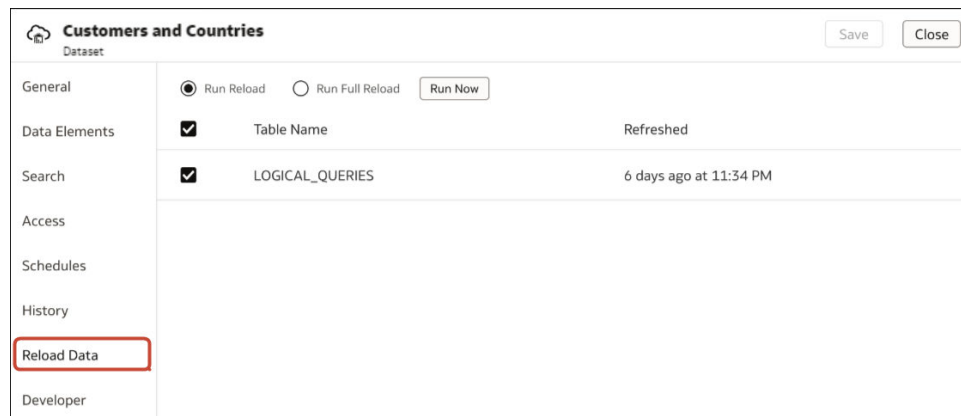 Customers and Countries
Dataset
Save
Close
General
Data Elements
Search
Access
Schedules
History
Reload Data
Developer
Run Reload
Run Full Reload
Run Now
Table Name
Refreshed
LOGICAL_QUERIES
6 days ago at 11:34 PM